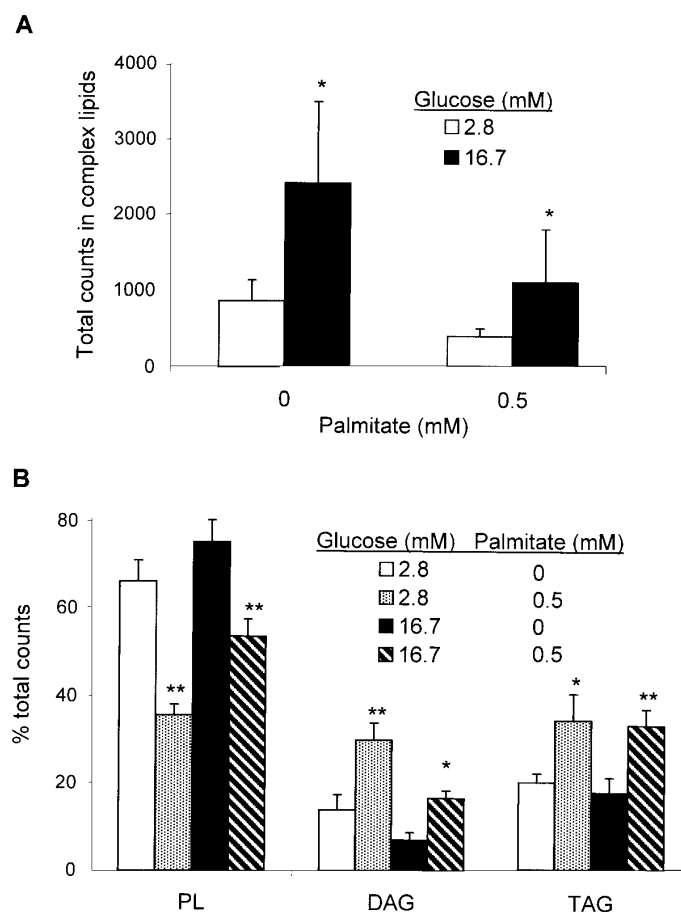 A
Total counts in complex lipids
4000
3000
2000
1000
0
*
*
Glucose (mM)
2.8
16.7
0
0.5
Palmitate (mM)
B
% total counts
80
60
40
20
0
Glucose (mM) Palmitate (mM)
2.8 0
2.8 0.5
16.7 0
16.7 0.5
**
**
**
*
*
**
PL
DAG
TAG